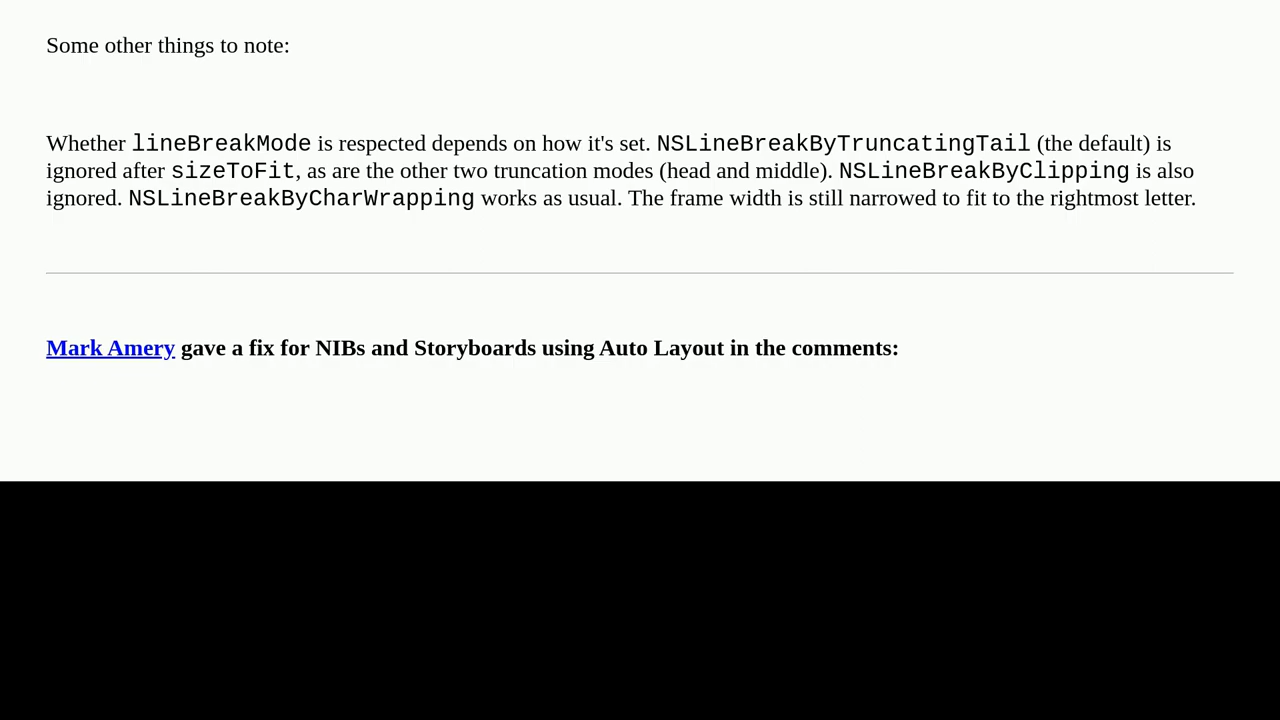 Some other things to note:
Whether lineBreakMode is respected depends on how it's set. NSLineBreakByTruncatingTail (the default) is
ignored after sizeToFit, as are the other two truncation modes (head and middle). NSLineBreakByClipping is also
ignored. NSLineBreakByCharWrapping works as usual. The frame width is still narrowed to fit to the rightmost letter.
Mark Amery gave a fix for NIBs and Storyboards using Auto Layout in the comments: